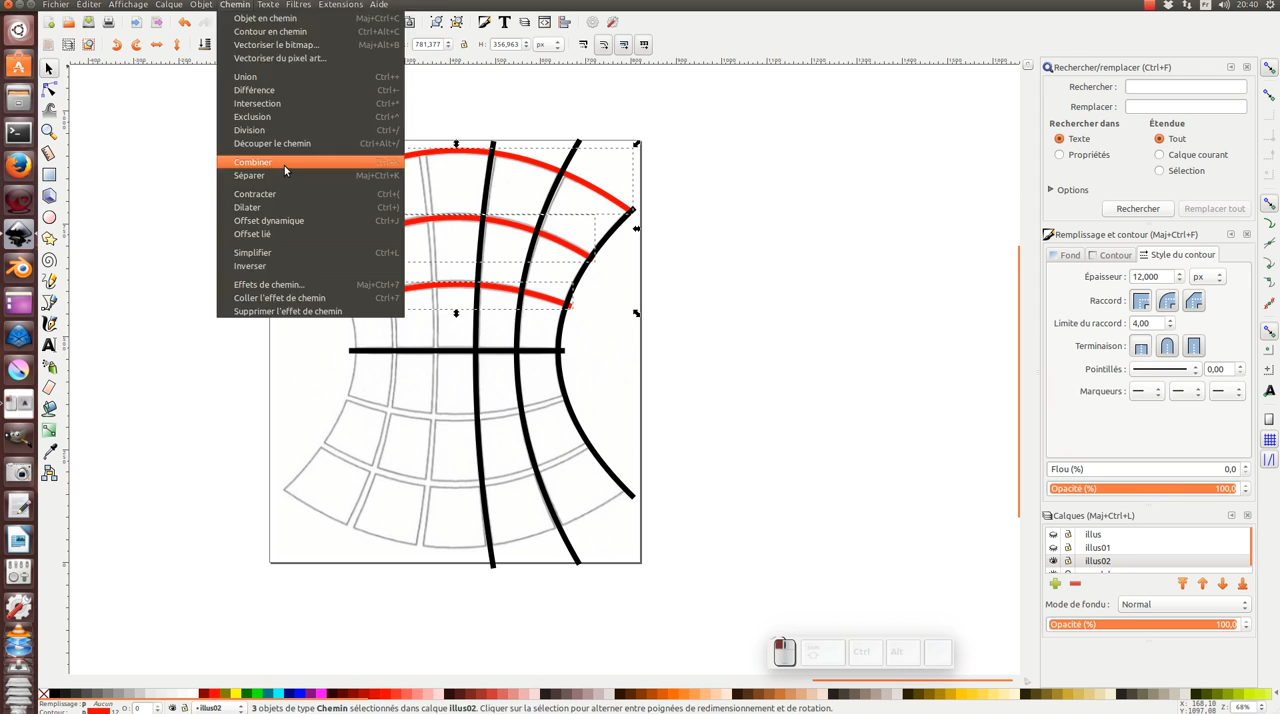 Fichier Éditer Affichage Calque Objet Chemin Texte Filtres Extensions Aide
Fr 20:40
Objet en chemin Maj+Ctrl+C
Contour en chemin Ctrl+Alt+C
Vectoriser le bitmap... Maj+Alt+B
Vectoriser du pixel art...
Union Ctrl++
Différence Ctrl+-
Intersection Ctrl+*
Exclusion Ctrl+^
Division Ctrl+/
Découper le chemin Ctrl+Alt+/
Combiner
Séparer Maj+Ctrl+K
Contracter Ctrl+(
Dilater Ctrl+)
Offset dynamique Ctrl+J
Offset lié
Simplifier Ctrl+L
Inverser
Effets de chemin... Maj+Ctrl+7
Coller l'effet de chemin Ctrl+7
Supprimer l'effet de chemin
781,377 H: 356,963 px
Rechercher/remplacer (Ctrl+F)
Rechercher :
Remplacer :
Rechercher dans Étendue
Texte Tout
Propriétés Calque courant
Sélection
Options
Rechercher Remplacer tout
Remplissage et contour (Maj+Ctrl+F)
Fond Contour Style du contour
Épaisseur : 12,000 px
Raccord :
Limite du raccord : 4,00
Terminaison :
Pointillés : 0,00
Marqueurs :
Flou (%) 0,0
Opacité (%) 100,0
Calques (Maj+Ctrl+L)
illus
illus01
illus02
Mode de fondu : Normal
Opacité (%) 100,0
Ctrl Alt
Remplissage : Aucun
Contour : 12
O: 0
illus02
3 objets de type Chemin sélectionnés dans calque illus02. Cliquer sur la sélection pour alterner entre poignées de redimensionnement et de rotation.
X: 168,10
Y:1097,08
Z: 68%